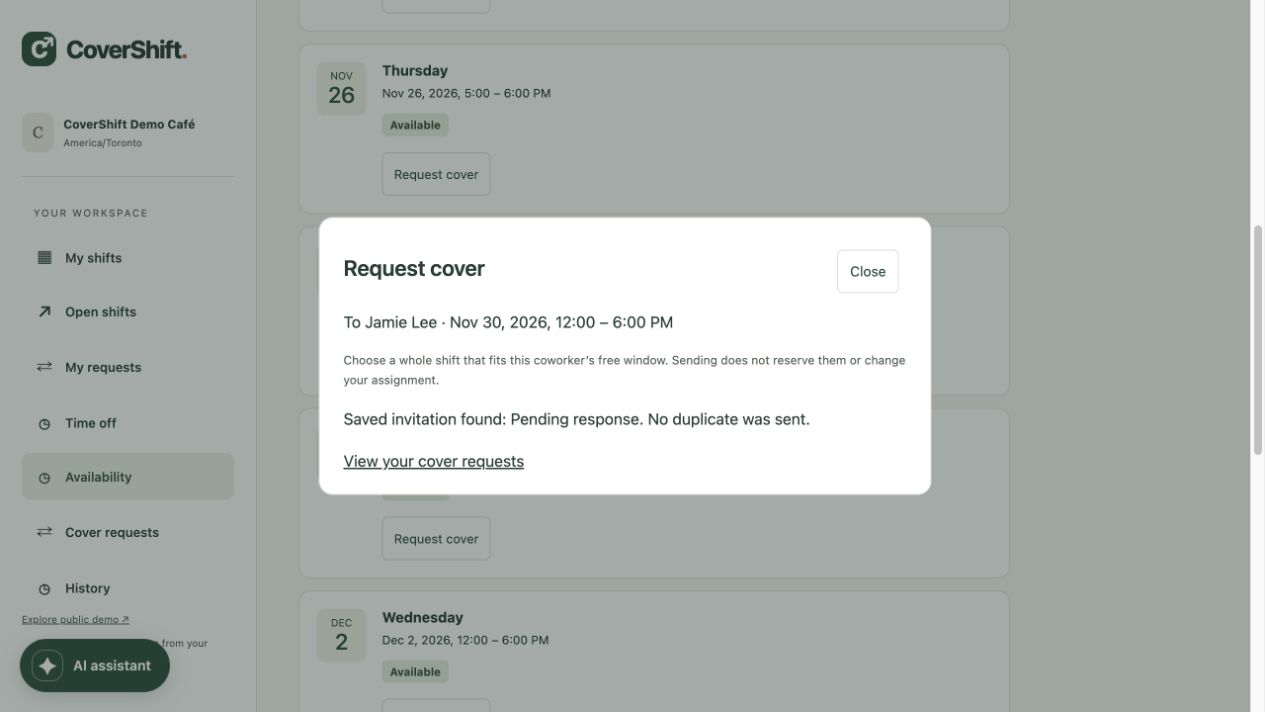 CoverShift.
C
CoverShift Demo Café
America/Toronto
YOUR WORKSPACE
My shifts
Open shifts
My requests
Time off
Availability
Cover requests
History
Explore public demo ↗
from your
AI assistant
NOV
26
Thursday
Nov 26, 2026, 5:00 – 6:00 PM
Available
Request cover
Request cover
Close
To Jamie Lee · Nov 30, 2026, 12:00 – 6:00 PM
Choose a whole shift that fits this coworker’s free window. Sending does not reserve them or change
your assignment.
Saved invitation found: Pending response. No duplicate was sent.
View your cover requests
Request cover
DEC
2
Wednesday
Dec 2, 2026, 12:00 – 6:00 PM
Available